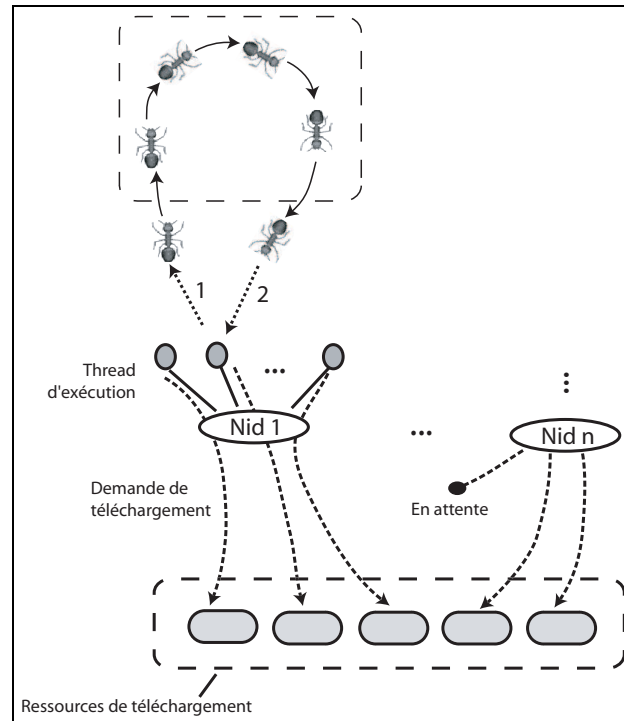 1
2
Thread
d'exécution
...
...
Nid 1
...
Nid n
Demande de
téléchargement
En attente
Ressources de téléchargement